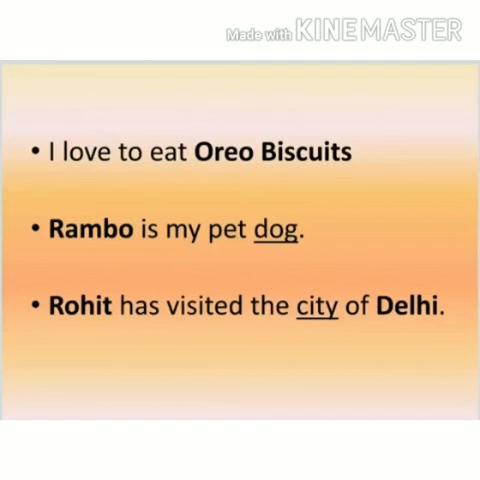 Made with KINEMASTER
• I love to eat Oreo Biscuits
• Rambo is my pet dog.
• Rohit has visited the city of Delhi.